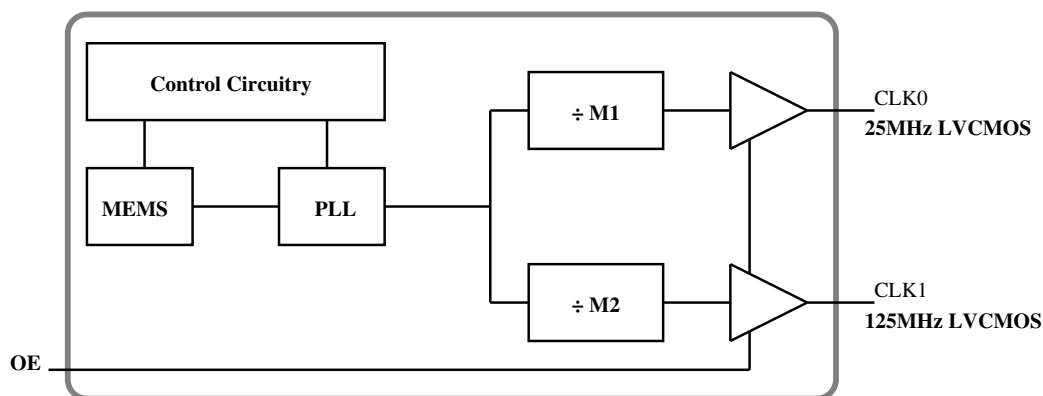 Control Circuitry
÷ M1
CLK0
25MHz LVCMOS
MEMS
PLL
÷ M2
CLK1
125MHz LVCMOS
OE